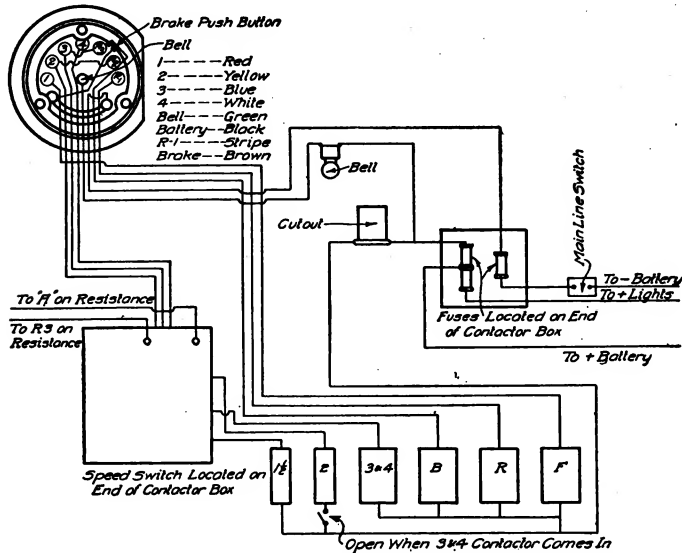 Brake Push Button
Bell
1-----Red
2-----Yellow
3-----Blue
4-----White
Bell---Green
Battery--Black
R-1-----Stripe
Brake--Brown
Bell
Cutout
Main Line Switch
To-Battery
To+Lights
Fuses Located on End
of Contactor Box
To + Battery
To "A" on Resistance
To R3 on
Resistance
Speed Switch Located on
End of Contactor Box
1½
2
3&4
B
R
F
Open When 3&4 Contactor Comes In